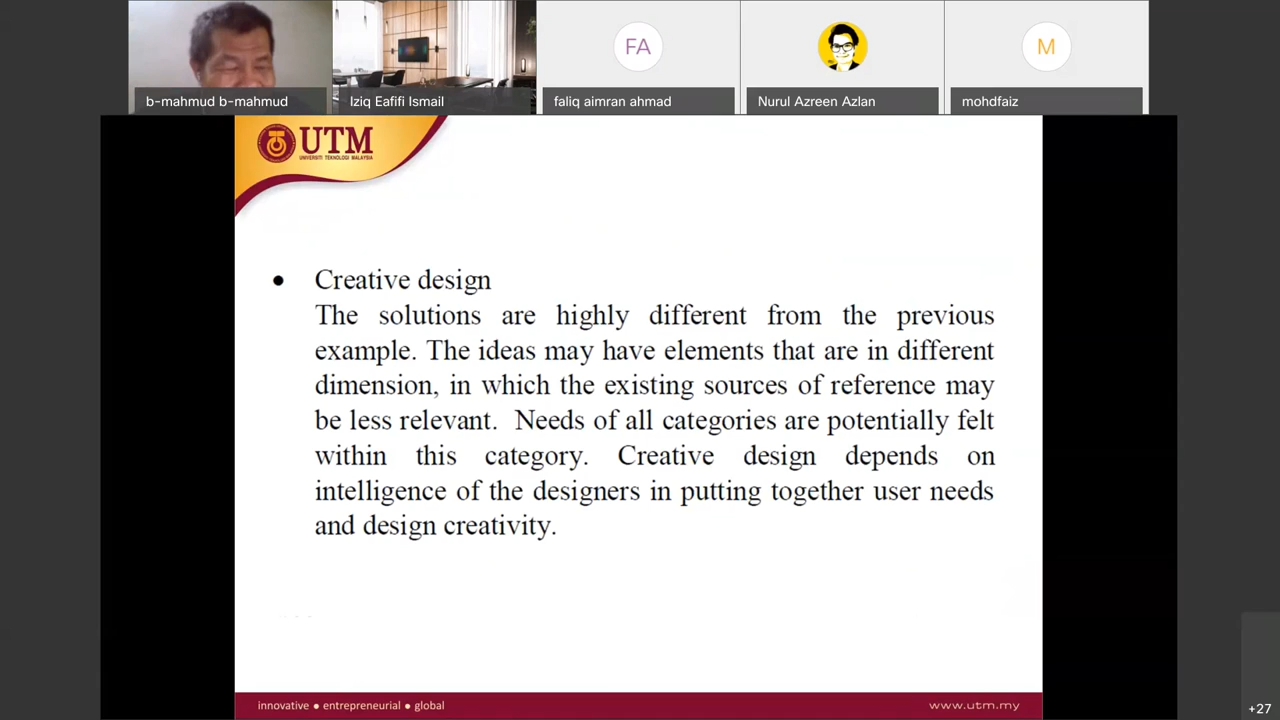 b-mahmud b-mahmud
Iziq Eafifi Ismail
FA
faliq aimran ahmad
Nurul Azreen Azlan
M
mohdfaiz
UTM
UNIVERSITI TEKNOLOGI MALAYSIA
• Creative design
The solutions are highly different from the previous
example. The ideas may have elements that are in different
dimension, in which the existing sources of reference may
be less relevant. Needs of all categories are potentially felt
within this category. Creative design depends on
intelligence of the designers in putting together user needs
and design creativity.
innovative ● entrepreneurial ● global
www.utm.my
+27